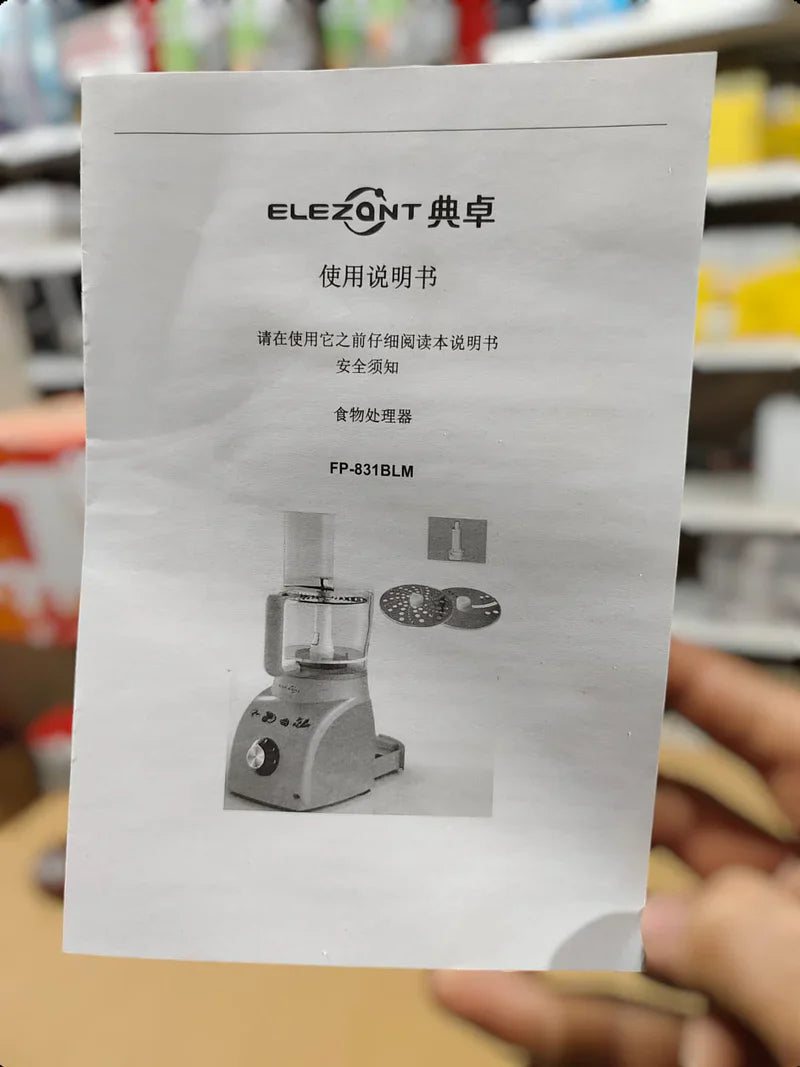 ELEZANT 典卓
使用说明书
请在使用它之前仔细阅读本说明书
安全须知
食物处理器
FP-831BLM